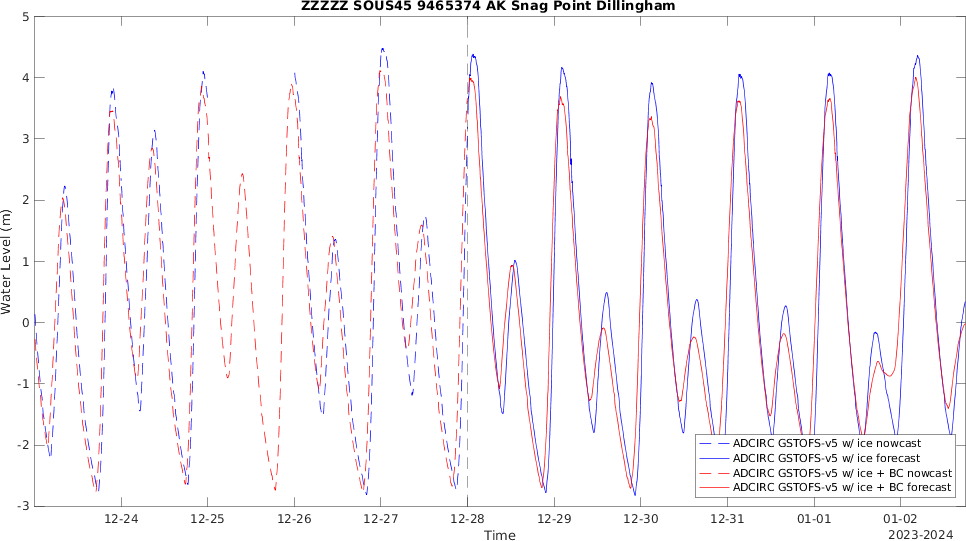 ZZZZZ SOUS45 9465374 AK Snag Point Dillingham
Water Level (m)
5
4
3
2
1
0
-1
-2
-3
12-24 12-25 12-26 12-27 12-28 12-29 12-30 12-31 01-01 01-02
Time
2023-2024
ADCIRC GSTOFS-v5 w/ ice nowcast
ADCIRC GSTOFS-v5 w/ ice forecast
ADCIRC GSTOFS-v5 w/ ice + BC nowcast
ADCIRC GSTOFS-v5 w/ ice + BC forecast